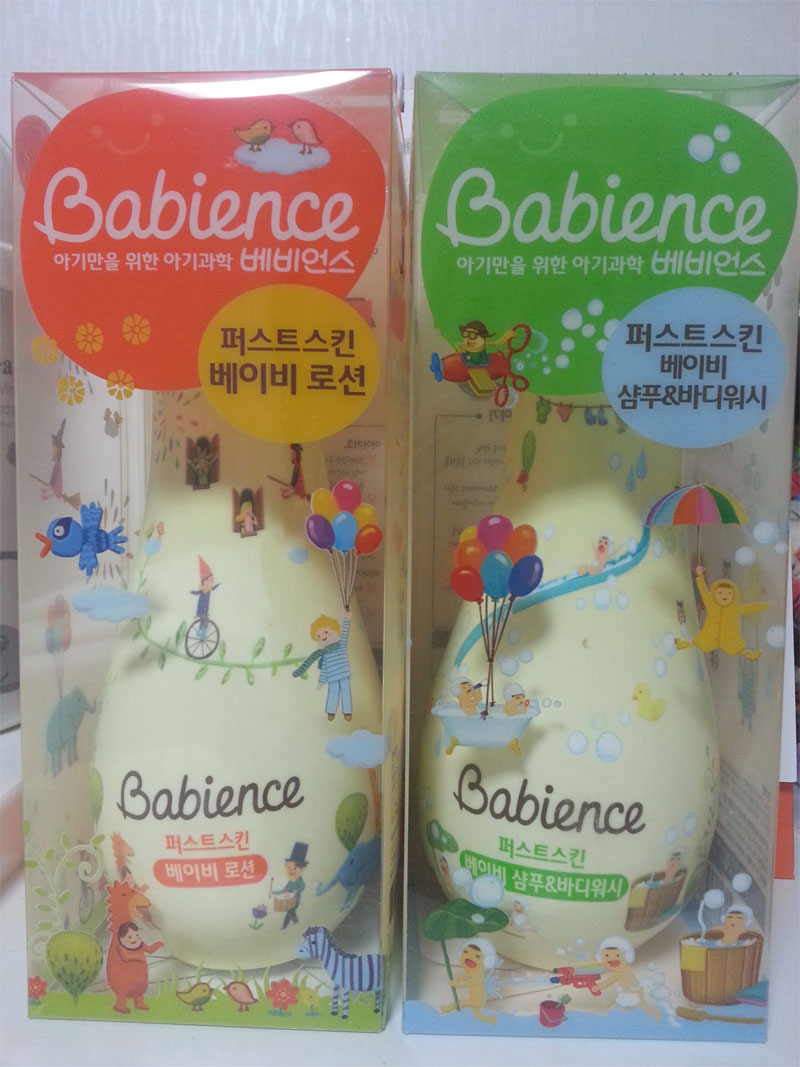 Babience
아기만을 위한 아기과학 베비언스
퍼스트스킨
베이비 로션
Babience
퍼스트스킨
베이비 로션
Babience
아기만을 위한 아기과학 베비언스
퍼스트스킨
베이비
샴푸&바디워시
Babience
퍼스트스킨
베이비 샴푸&바디워시